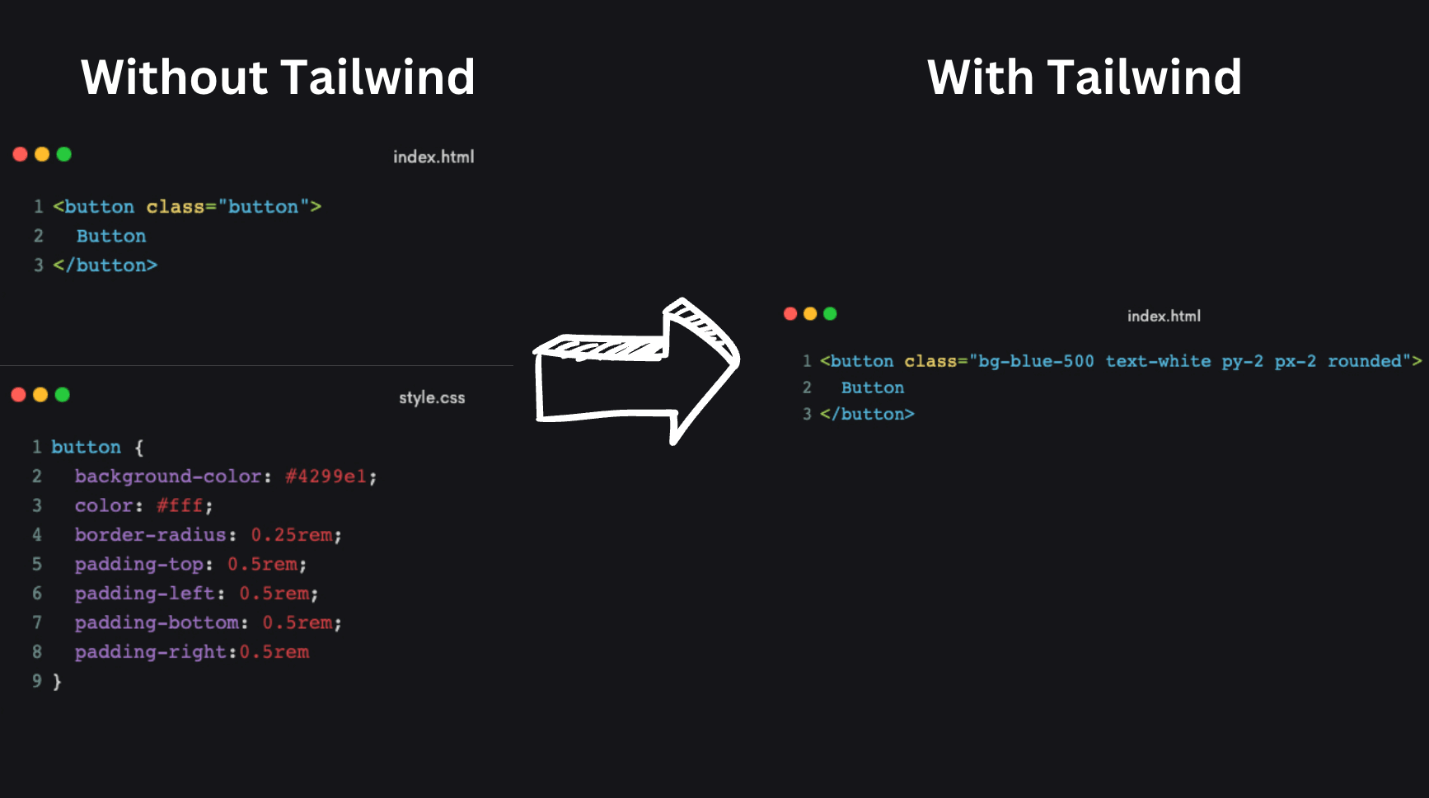 Without Tailwind
index.html
1 <button class="button">
2   Button
3 </button>
style.css
1 button {
2   background-color: #4299e1;
3   color: #fff;
4   border-radius: 0.25rem;
5   padding-top: 0.5rem;
6   padding-left: 0.5rem;
7   padding-bottom: 0.5rem;
8   padding-right:0.5rem
9 }
With Tailwind
index.html
1 <button class="bg-blue-500 text-white py-2 px-2 rounded">
2   Button
3 </button>